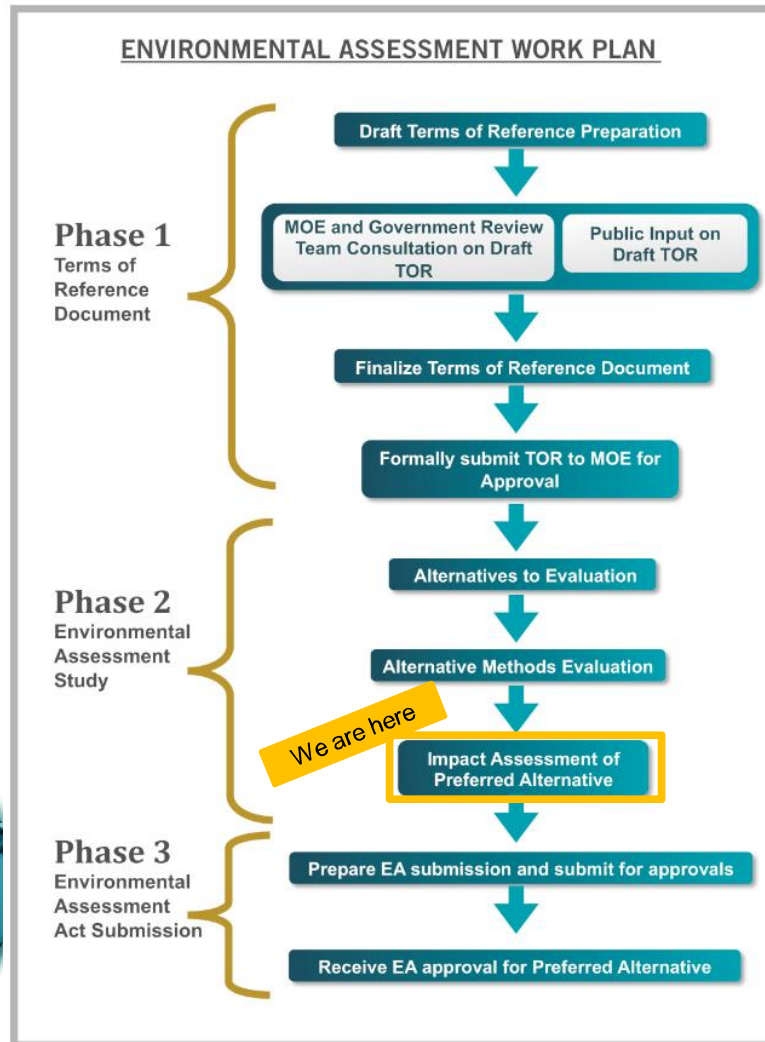 ENVIRONMENTAL ASSESSMENT WORK PLAN
Phase 1
Terms of
Reference
Document
Draft Terms of Reference Preparation
MOE and Government Review
Team Consultation on Draft
TOR
Public Input on
Draft TOR
Finalize Terms of Reference Document
Formally submit TOR to MOE for
Approval
Phase 2
Environmental
Assessment
Study
Alternatives to Evaluation
Alternative Methods Evaluation
We are here
Impact Assessment of
Preferred Alternative
Phase 3
Environmental
Assessment
Act Submission
Prepare EA submission and submit for approvals
Receive EA approval for Preferred Alternative